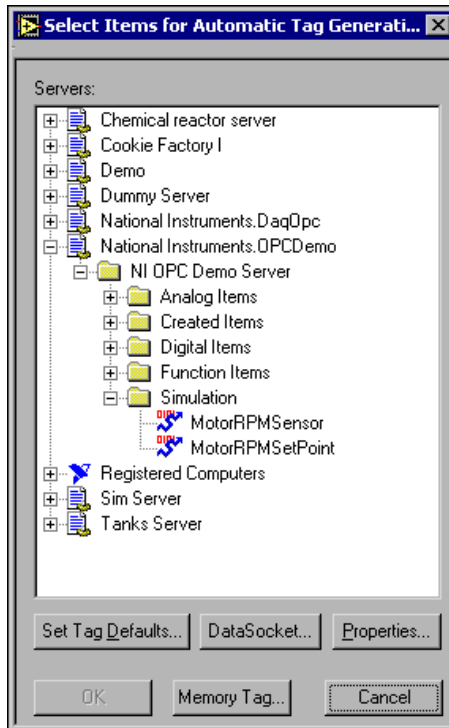 Select Items for Automatic Tag Generati...
Servers:
Chemical reactor server
Cookie Factory I
Demo
Dummy Server
National Instruments.DaqOpc
National Instruments.OPCDemo
NI OPC Demo Server
Analog Items
Created Items
Digital Items
Function Items
Simulation
MotorRPMSensor
MotorRPMSetPoint
Registered Computers
Sim Server
Tanks Server
Set Tag Defaults... DataSocket... Properties...
OK Memory Tag... Cancel